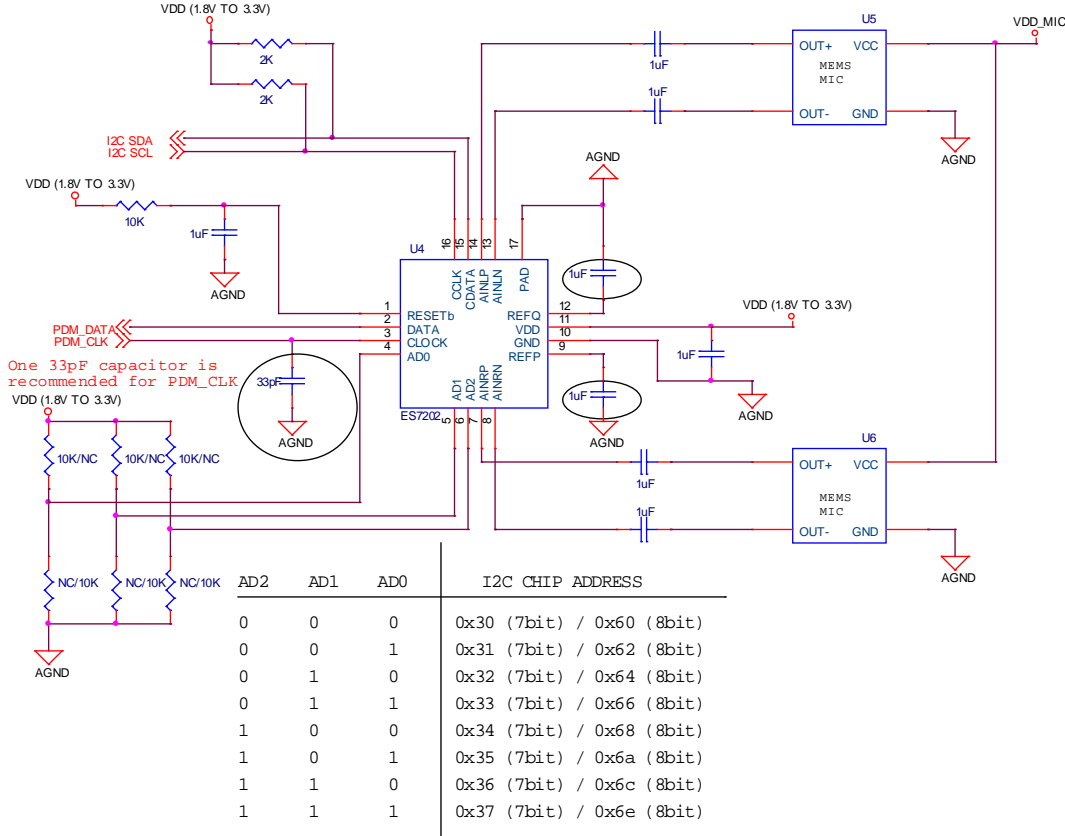 VDD (1.8V TO 3.3V)
2K
2K
I2C SDA
I2C SCL
VDD (1.8V TO 3.3V)
10K
1uF
AGND
1uF
1uF
U5
OUT+ VCC
MEMS
MIC
OUT- GND
VDD_MIC
AGND
AGND
U4
16 15 14 13 17
CCLK CDATA AINLP AINLN PAD
1 RESETb
2 DATA
3 CLOCK
4 AD0
REFQ 12
VDD 11
GND 10
REFP 9
AD1 AD2 AINRP AINRN
5 6 7 8
ES7202
1uF
1uF
AGND
VDD (1.8V TO 3.3V)
1uF
AGND
PDM_DATA
PDM_CLK
One 33pF capacitor is
recommended for PDM_CLK
33pF
AGND
VDD (1.8V TO 3.3V)
10K/NC 10K/NC 10K/NC
NC/10K NC/10K NC/10K
AGND
1uF
1uF
U6
OUT+ VCC
MEMS
MIC
OUT- GND
AGND
AD2 AD1 AD0 I2C CHIP ADDRESS
0 0 0 0x30 (7bit) / 0x60 (8bit)
0 0 1 0x31 (7bit) / 0x62 (8bit)
0 1 0 0x32 (7bit) / 0x64 (8bit)
0 1 1 0x33 (7bit) / 0x66 (8bit)
1 0 0 0x34 (7bit) / 0x68 (8bit)
1 0 1 0x35 (7bit) / 0x6a (8bit)
1 1 0 0x36 (7bit) / 0x6c (8bit)
1 1 1 0x37 (7bit) / 0x6e (8bit)